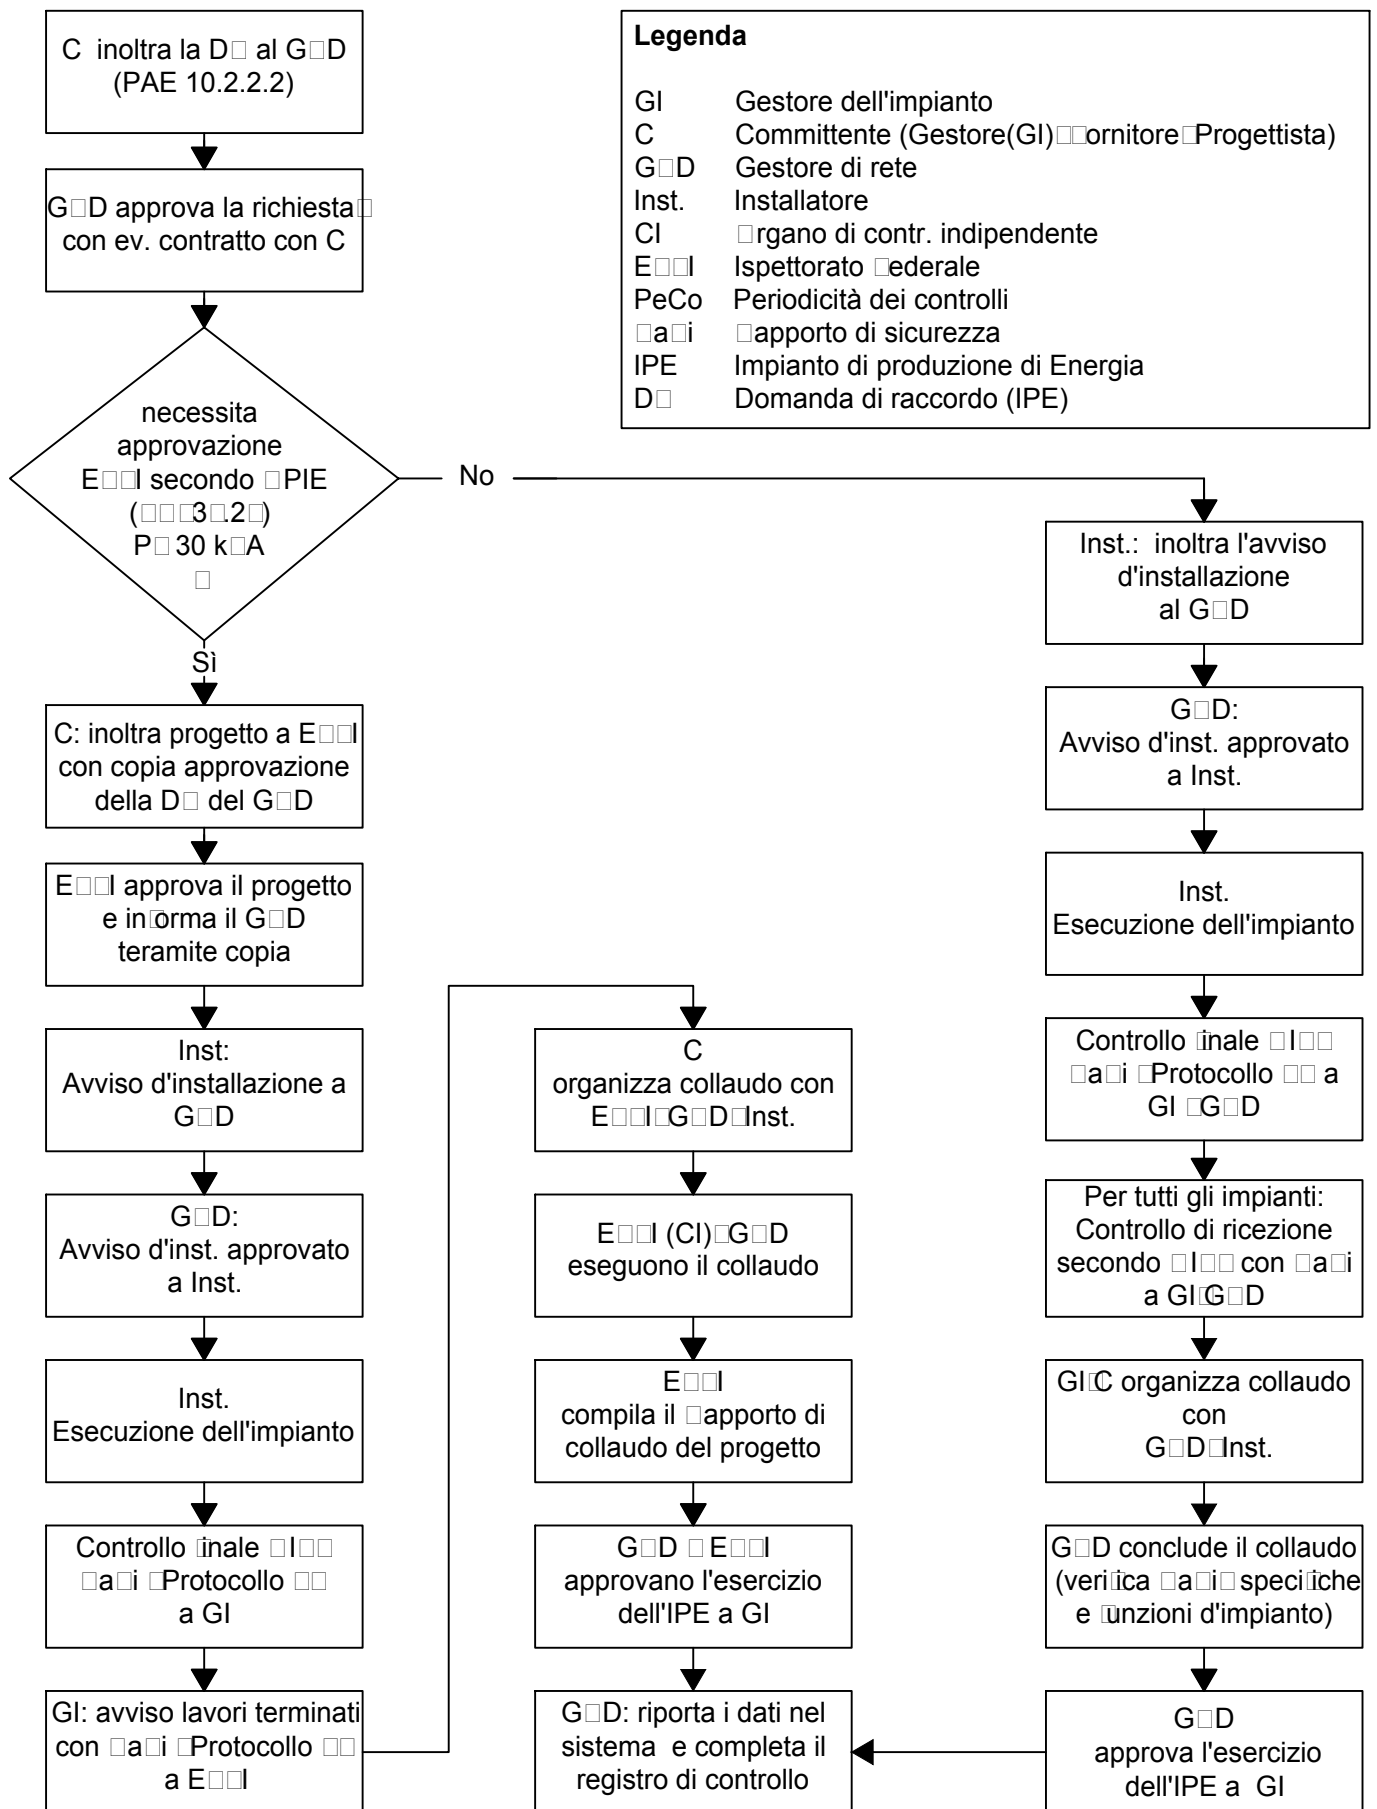 C inoltra la D□ al G□D
(PAE 10.2.2.2)
G□D approva la richiesta□
con ev. contratto con C
necessita
approvazione
E□□I secondo □PIE
(□□□3□.2□)
P□ 30 k□A
□
Sì
No
C: inoltra progetto a E□□I
con copia approvazione
della D□ del G□D
E□□I approva il progetto
e in□orma il G□D
teramite copia
Inst:
Avviso d'installazione a
G□D
G□D:
Avviso d'inst. approvato
a Inst.
Inst.
Esecuzione dell'impianto
Controllo □inale □I□□
□a□i □Protocollo □□
a GI
GI: avviso lavori terminati
con □a□i □Protocollo □□
a E□□I
C
organizza collaudo con
E□□I□G□D□Inst.
E□□I (CI)□G□D
eseguono il collaudo
E□□I
compila il □apporto di
collaudo del progetto
G□D □ E□□I
approvano l'esercizio
dell'IPE a GI
G□D: riporta i dati nel
sistema e completa il
registro di controllo
Legenda
GI Gestore dell'impianto
C Committente (Gestore(GI)□□ornitore□Progettista)
G□D Gestore di rete
Inst. Installatore
CI □rgano di contr. indipendente
E□□I Ispettorato □ederale
PeCo Periodicità dei controlli
□a□i □apporto di sicurezza
IPE Impianto di produzione di Energia
D□ Domanda di raccordo (IPE)
Inst.: inoltra l'avviso
d'installazione
al G□D
G□D:
Avviso d'inst. approvato
a Inst.
Inst.
Esecuzione dell'impianto
Controllo □inale □I□□
□a□i □Protocollo □□ a
GI □G□D
Per tutti gli impianti:
Controllo di ricezione
secondo □I□□ con □a□i
a GI□G□D
GI□C organizza collaudo
con
G□D□Inst.
G□D conclude il collaudo
(veri□ica □a□i□ speci□iche
e □unzioni d'impianto)
G□D
approva l'esercizio
dell'IPE a GI